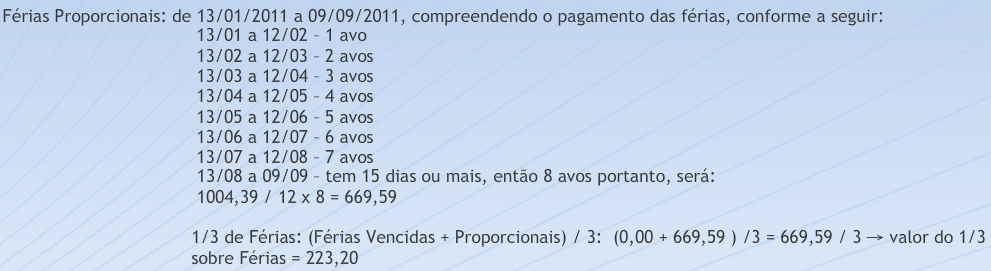 Férias Proporcionais: de 13/01/2011 a 09/09/2011, compreendendo o pagamento das férias, conforme a seguir:
13/01 a 12/02 – 1 avo
13/02 a 12/03 – 2 avos
13/03 a 12/04 – 3 avos
13/04 a 12/05 – 4 avos
13/05 a 12/06 – 5 avos
13/06 a 12/07 – 6 avos
13/07 a 12/08 – 7 avos
13/08 a 09/09 – tem 15 dias ou mais, então 8 avos portanto, será:
1004,39 / 12 x 8 = 669,59
1/3 de Férias: (Férias Vencidas + Proporcionais) / 3: (0,00 + 669,59 ) /3 = 669,59 / 3 → valor do 1/3
sobre Férias = 223,20